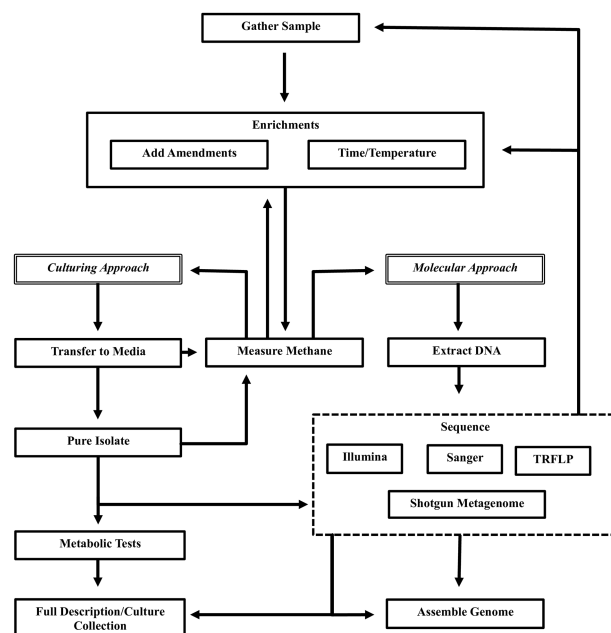 Gather Sample
Enrichments
Add Amendments
Time/Temperature
Culturing Approach
Molecular Approach
Transfer to Media
Measure Methane
Extract DNA
Sequence
Pure Isolate
Illumina
Sanger
TRFLP
Shotgun Metagenome
Metabolic Tests
Full Description/Culture
Collection
Assemble Genome